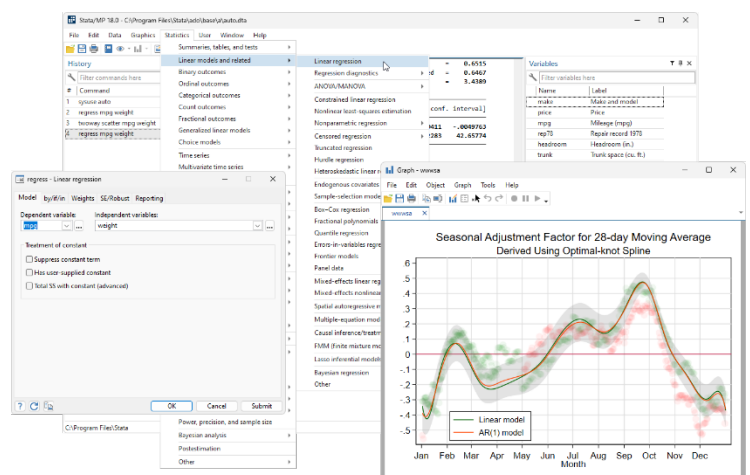 Stata/MP 18.0 - C:\Program Files\Stata\ado\base\a\auto.dta
File Edit Data Graphics Statistics User Window Help
History
Filter commands here
# Command
1 sysuse auto
2 regress mpg weight
3 twoway scatter mpg weight
4 regress mpg weight
Summaries, tables, and tests
Linear models and related
Binary outcomes
Ordinal outcomes
Categorical outcomes
Count outcomes
Fractional outcomes
Generalized linear models
Choice models
Time series
Multivariate time series
Power, precision, and sample size
Bayesian analysis
Postestimation
Other
Linear regression
Regression diagnostics
ANOVA/MANOVA
Constrained linear regression
Nonlinear least-squares estimation
Nonparametric regression
Censored regression
Truncated regression
Hurdle regression
Heteroskedastic linear r
Endogenous covariates
Sample-selection mode
Box-Cox regression
Fractional polynomials
Quantile regression
Errors-in-variables regre
Frontier models
Panel data
Mixed-effects linear reg
Mixed-effects nonlinear
Spatial autoregressive m
Multiple-equation mod
Causal inference/treatm
FMM (finite mixture mo
Lasso inferential models
Bayesian regression
Other
= 0.6515
ed = 0.6467
= 3.4389
conf. interval]
0411 -.0049763
2283 42.65774
Variables
Filter variables here
Name Label
make Make and model
price Price
mpg Mileage (mpg)
rep78 Repair record 1978
headroom Headroom (in.)
trunk Trunk space (cu. ft.)
regress - Linear regression
Model by/if/in Weights SE/Robust Reporting
Dependent variable: Independent variables:
mpg weight
Treatment of constant
Suppress constant term
Has user-supplied constant
Total SS with constant (advanced)
OK Cancel Submit
C:\Program Files\Stata
Graph - wwwsa
File Edit Object Graph Tools Help
wwwsa
Seasonal Adjustment Factor for 28-day Moving Average
Derived Using Optimal-knot Spline
.6
.5
.4
.3
.2
.1
0
-.1
-.2
-.3
-.4
-.5
Linear model
AR(1) model
Jan Feb Mar Apr May Jun Jul Aug Sep Oct Nov Dec
Month